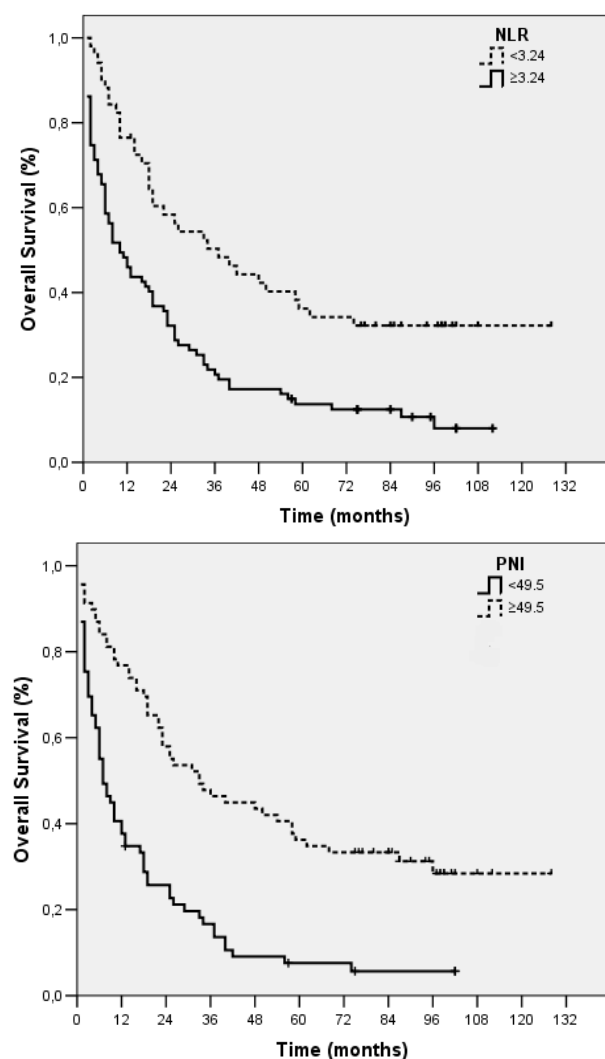 NLR
<3.24
≥3.24
1,0
0,8
0,6
0,4
0,2
0,0
Overall Survival (%)
0 12 24 36 48 60 72 84 96 108 120 132
Time (months)
PNI
<49.5
≥49.5
1,0
0,8
0,6
0,4
0,2
0,0
Overall Survival (%)
0 12 24 36 48 60 72 84 96 108 120 132
Time (months)